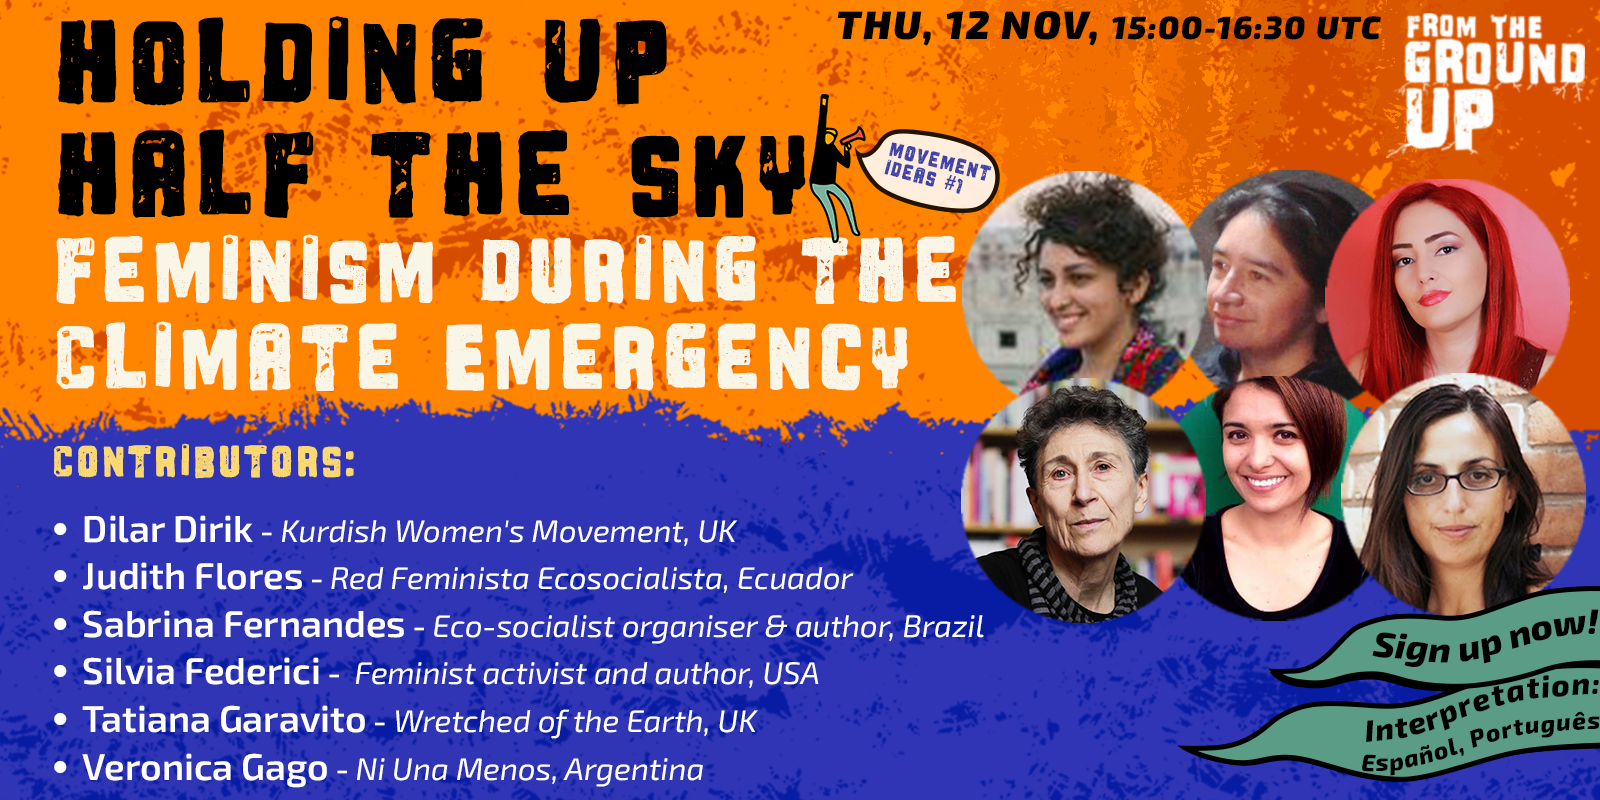 HOLDING UP
HALF THE SKY
FEMINISM DURING THE
CLIMATE EMERGENCY
THU, 12 NOV, 15:00-16:30 UTC
FROM THE
GROUND
UP
MOVEMENT
IDEAS #1
CONTRIBUTORS:
• Dilar Dirik - Kurdish Women's Movement, UK
• Judith Flores - Red Feminista Ecosocialista, Ecuador
• Sabrina Fernandes - Eco-socialist organiser & author, Brazil
• Silvia Federici - Feminist activist and author, USA
• Tatiana Garavito - Wretched of the Earth, UK
• Veronica Gago - Ni Una Menos, Argentina
Sign up now!
Interpretation:
Español, Português